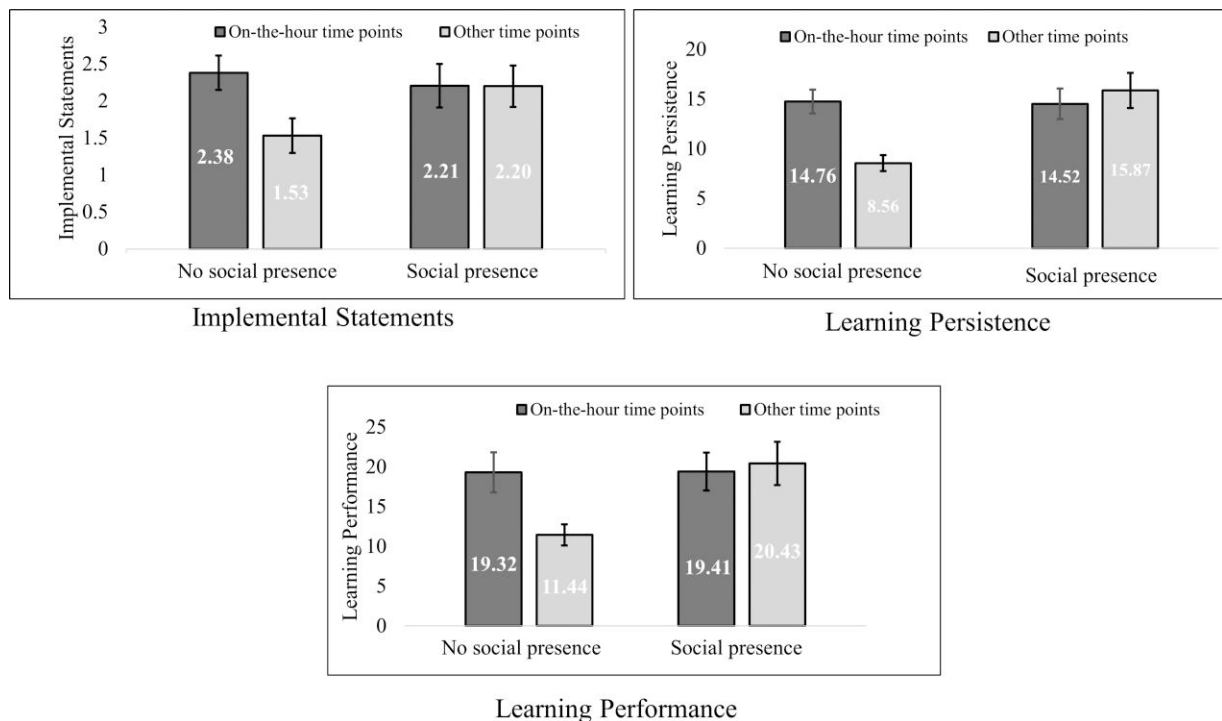 On-the-hour time points Other time points
Implemental Statements
3
2.5
2
1.5
1
0.5
0
2.38 1.53 2.21 2.20
No social presence Social presence
Implemental Statements
On-the-hour time points Other time points
Learning Persistence
20
15
10
5
0
14.76 8.56 14.52 15.87
No social presence Social presence
Learning Persistence
On-the-hour time points Other time points
Learning Performance
25
20
15
10
5
0
19.32 11.44 19.41 20.43
No social presence Social presence
Learning Performance